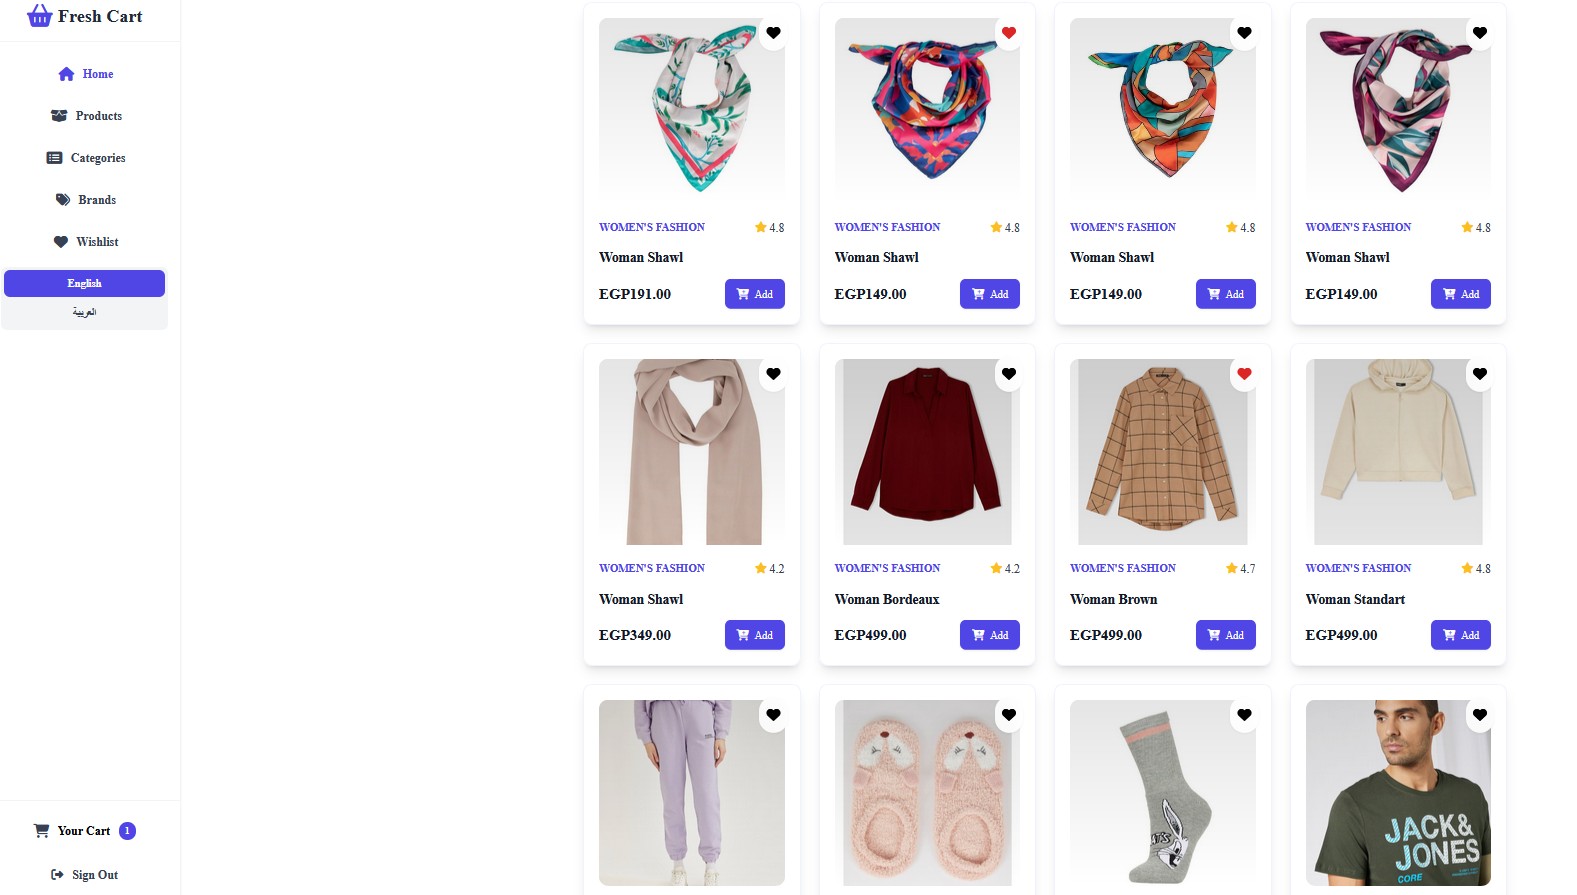 Fresh Cart
Home
Products
Categories
Brands
Wishlist
English
العربية
Your Cart 1
Sign Out
WOMEN'S FASHION 4.8
Woman Shawl
EGP191.00 Add
WOMEN'S FASHION 4.8
Woman Shawl
EGP149.00 Add
WOMEN'S FASHION 4.8
Woman Shawl
EGP149.00 Add
WOMEN'S FASHION 4.8
Woman Shawl
EGP149.00 Add
WOMEN'S FASHION 4.2
Woman Shawl
EGP349.00 Add
WOMEN'S FASHION 4.2
Woman Bordeaux
EGP499.00 Add
WOMEN'S FASHION 4.7
Woman Brown
EGP499.00 Add
WOMEN'S FASHION 4.8
Woman Standart
EGP499.00 Add
JACK&
JONES
CORE